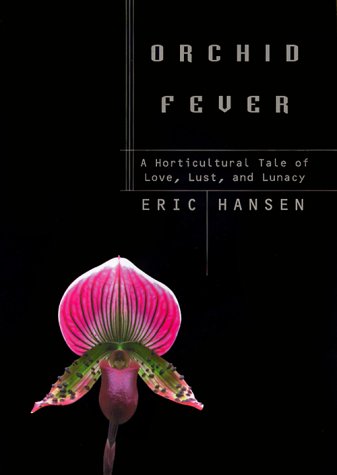 ORCHID
FEVER
A Horticultural Tale of
Love, Lust, and Lunacy
ERIC HANSEN